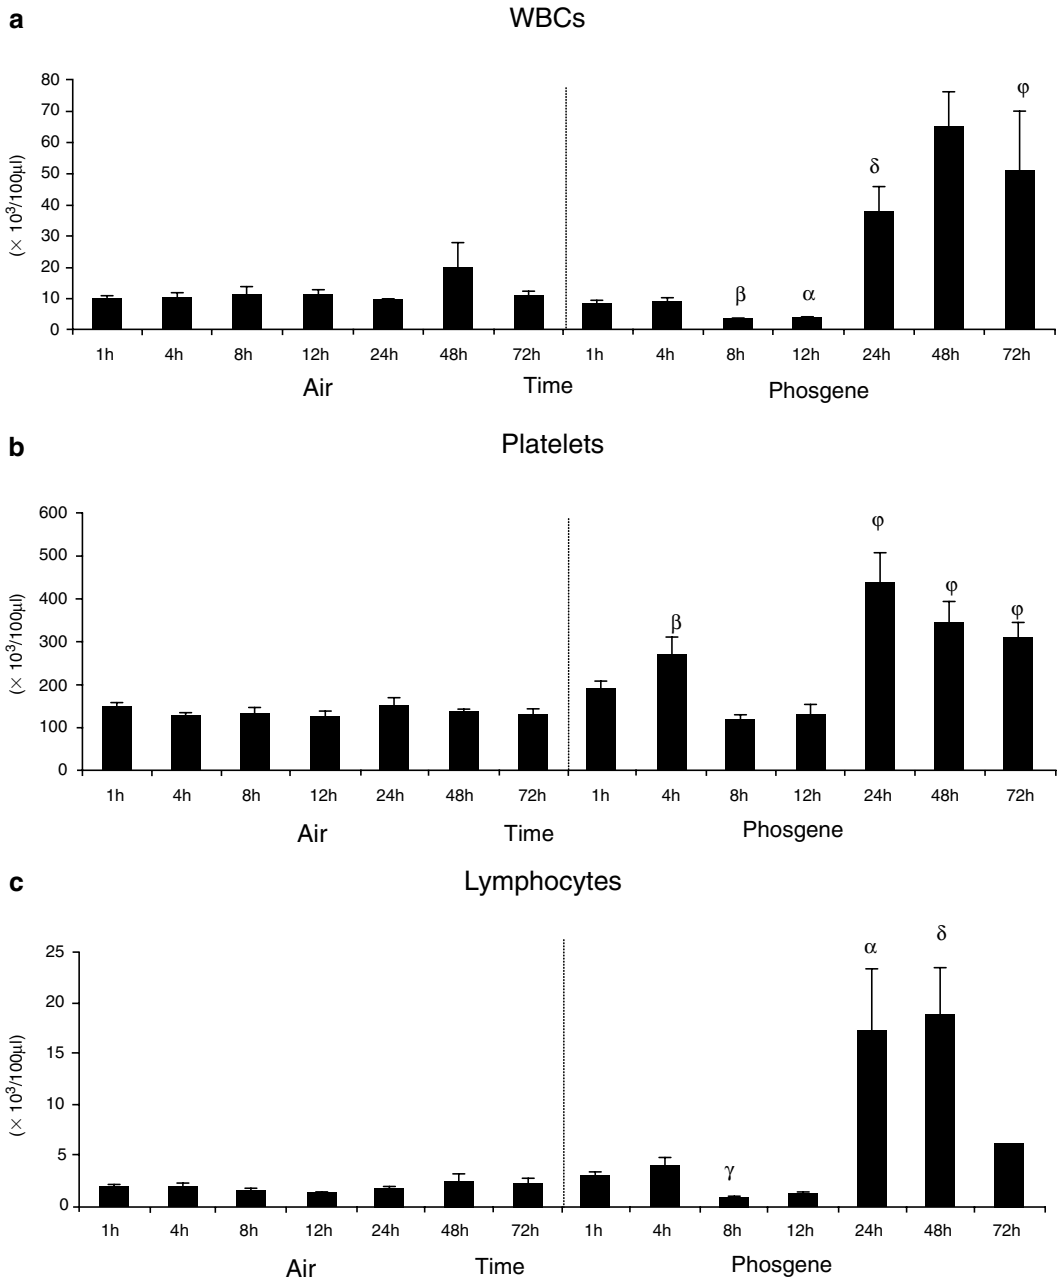 a
WBCs
(× 10³/100μl)
80
70
60
50
40
30
20
10
0
β
α
δ
φ
1h 4h 8h 12h 24h 48h 72h 1h 4h 8h 12h 24h 48h 72h
Air Time Phosgene
b
Platelets
(× 10³/100μl)
600
500
400
300
200
100
0
β
φ
φ
φ
1h 4h 8h 12h 24h 48h 72h 1h 4h 8h 12h 24h 48h 72h
Air Time Phosgene
c
Lymphocytes
(× 10³/100μl)
25
20
15
10
5
0
γ
α
δ
1h 4h 8h 12h 24h 48h 72h 1h 4h 8h 12h 24h 48h 72h
Air Time Phosgene